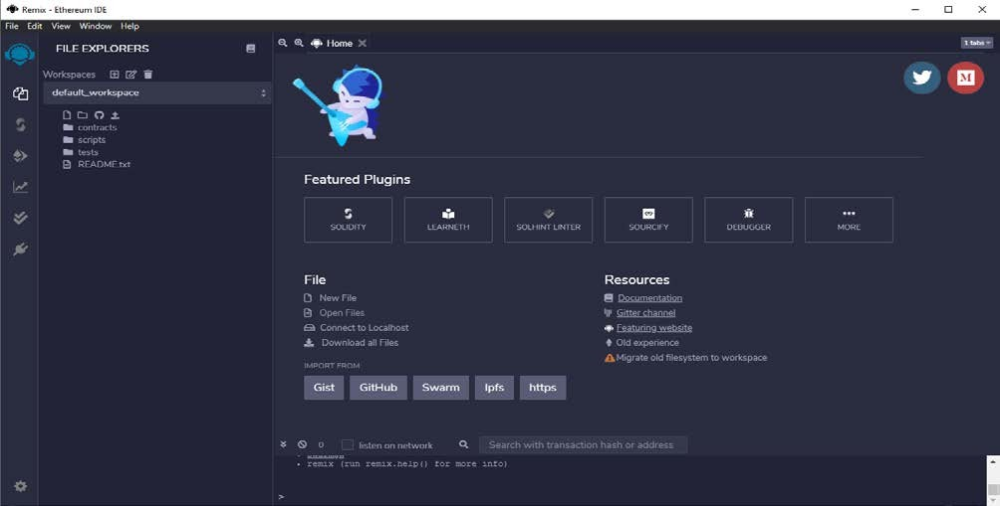 Remix - Ethereum IDE
File Edit View Window Help
FILE EXPLORERS
Workspaces
default_workspace
contracts
scripts
tests
README.txt
Home
1 tabs
Featured Plugins
SOLIDITY
LEARNETH
SOLHINT LINTER
SOURCIFY
DEBUGGER
MORE
File
New File
Open Files
Connect to Localhost
Download all Files
IMPORT FROM
Gist GitHub Swarm Ipfs https
Resources
Documentation
Gitter channel
Featuring website
Old experience
Migrate old filesystem to workspace
0 listen on network Search with transaction hash or address
• remix (run remix.help() for more info)
>